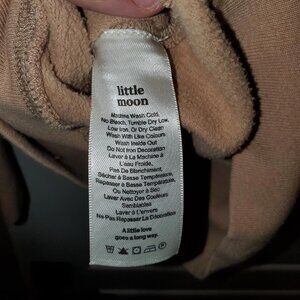 little
moon
Machine Wash Cold,
No Bleach, Tumble Dry Low,
Low Iron, Or Dry Clean
Wash With Like Colours
Wash Inside Out
Do Not Iron Decoration
Laver À La Machine À
L'eau Froide,
Pas De Blanchiment,
Sécher À Basse Température,
Repasser À Basse Température,
Ou Nettoyer À Sec
Laver Avec Des Couleurs
Semblables
Laver À L'envers
Ne Pas Repasser La Décoration
A little love
goes a long way.